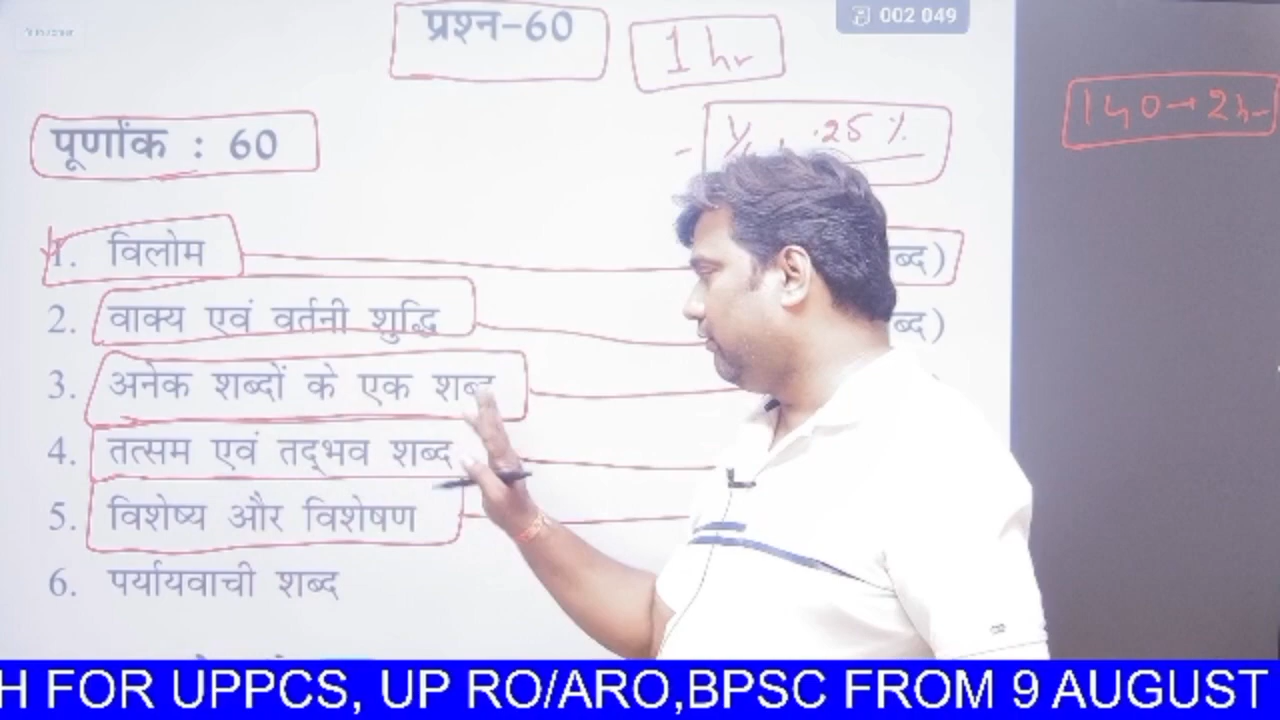 प्रश्न-60
1 hr
002 049
140→2h
पूर्णांक : 60
.25 %
1. विलोम
ब्द)
2. वाक्य एवं वर्तनी शुद्धि
ब्द)
3. अनेक शब्दों के एक शब्द
4. तत्सम एवं तद्भव शब्द
5. विशेष्य और विशेषण
6. पर्यायवाची शब्द
H FOR UPPCS, UP RO/ARO,BPSC FROM 9 AUGUST